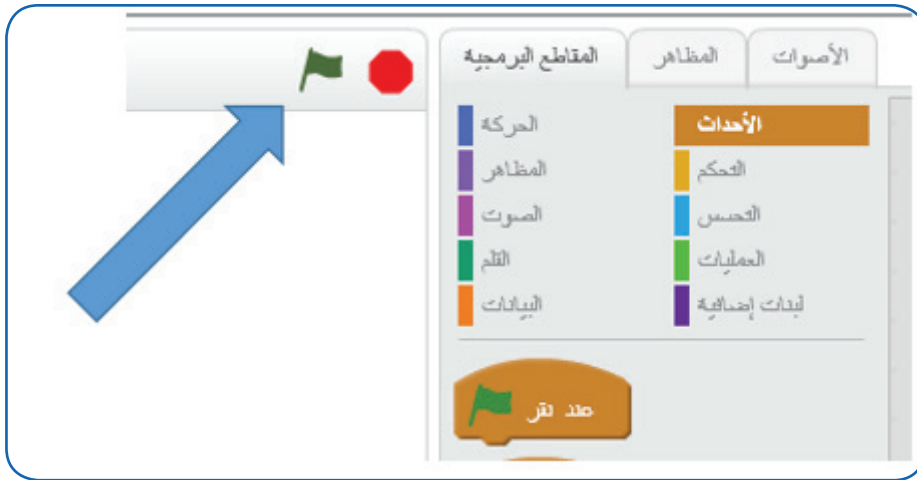 المقاطع البرمجية المظاهر الأصوات
الحركة الأحداث
المظاهر التحكم
الصوت التحسس
القلم العمليات
البيانات لبنات إضافية
عند نقر